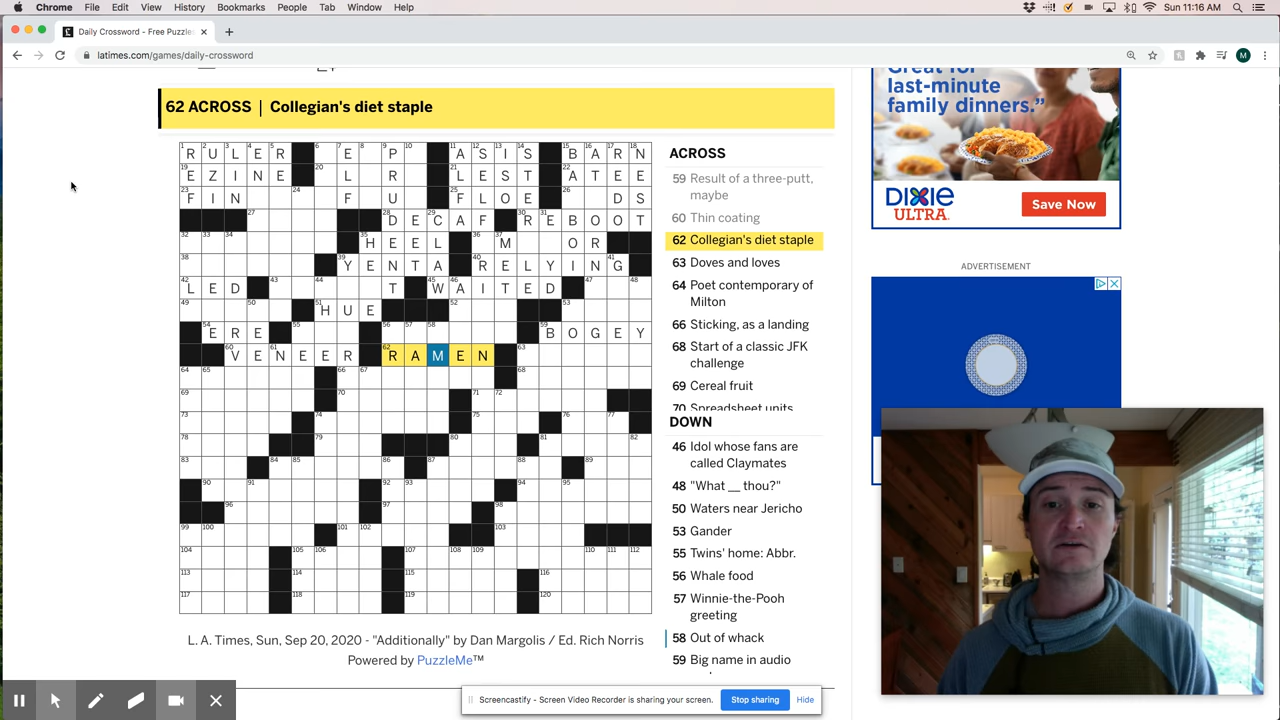 Chrome File Edit View History Bookmarks People Tab Window Help Sun 11:16 AM
Daily Crossword - Free Puzzles
latimes.com/games/daily-crossword
62 ACROSS | Collegian's diet staple
R U L E R E P A S I S B A R N
E Z I N E L R L E S T A T E E
F I N F U F L O E D S
D E C A F R E B O O T
H E E L M O R
Y E N T A R E L Y I N G
L E D T W A I T E D
H U E
E R E B O G E Y
V E N E E R R A M E N
ACROSS
59 Result of a three-putt,
maybe
60 Thin coating
62 Collegian's diet staple
63 Doves and loves
64 Poet contemporary of
Milton
66 Sticking, as a landing
68 Start of a classic JFK
challenge
69 Cereal fruit
70 Spreadsheet units
DOWN
46 Idol whose fans are
called Claymates
48 "What __ thou?"
50 Waters near Jericho
53 Gander
55 Twins' home: Abbr.
56 Whale food
57 Winnie-the-Pooh
greeting
58 Out of whack
59 Big name in audio
L. A. Times, Sun, Sep 20, 2020 - "Additionally" by Dan Margolis / Ed. Rich Norris
Powered by PuzzleMe™
Great for
last-minute
family dinners.”
DIXIE
ULTRA.
Save Now
ADVERTISEMENT
Screencastify - Screen Video Recorder is sharing your screen. Stop sharing Hide